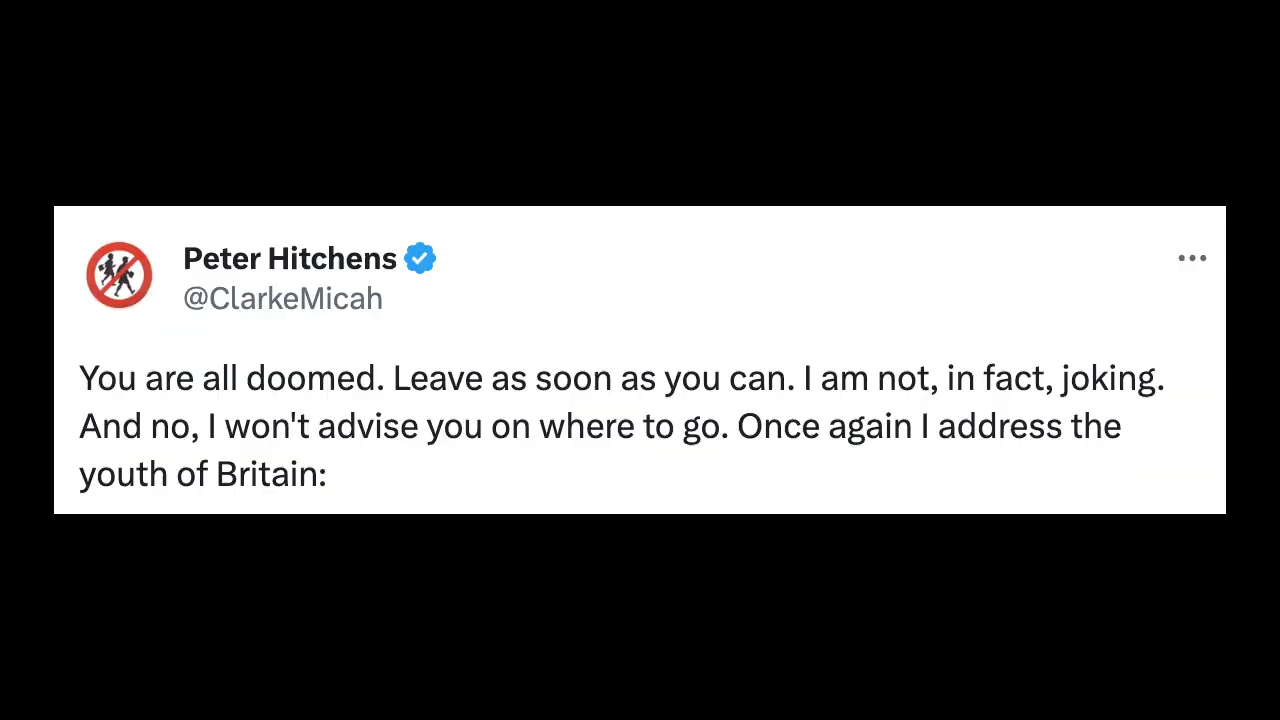 Peter Hitchens
@ClarkeMicah
You are all doomed. Leave as soon as you can. I am not, in fact, joking.
And no, I won't advise you on where to go. Once again I address the
youth of Britain: